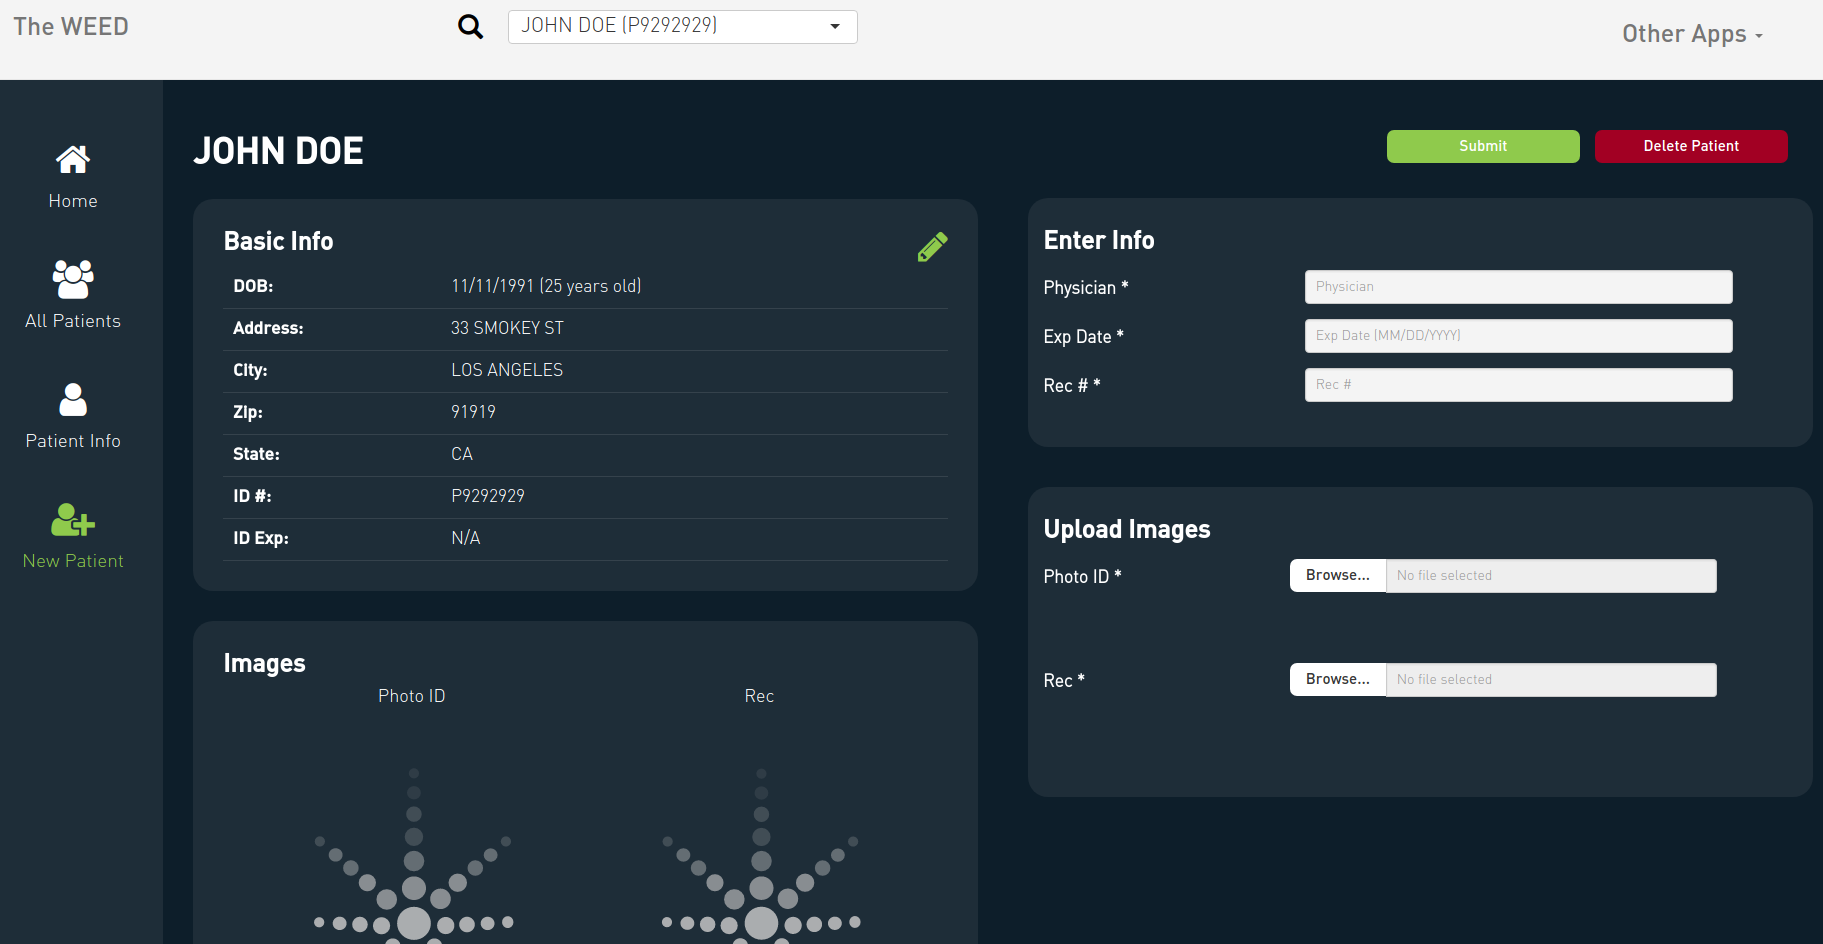 The WEED
JOHN DOE (P9292929)
Other Apps
Home
All Patients
Patient Info
New Patient
JOHN DOE
Submit
Delete Patient
Basic Info
DOB: 11/11/1991 (25 years old)
Address: 33 SMOKEY ST
CIty: LOS ANGELES
ZIp: 91919
State: CA
ID #: P9292929
ID Exp: N/A
Images
Photo ID
Rec
Enter Info
Physician * Physician
Exp Date * Exp Date (MM/DD/YYYY)
Rec # * Rec #
Upload Images
Photo ID * Browse... No file selected
Rec * Browse... No file selected